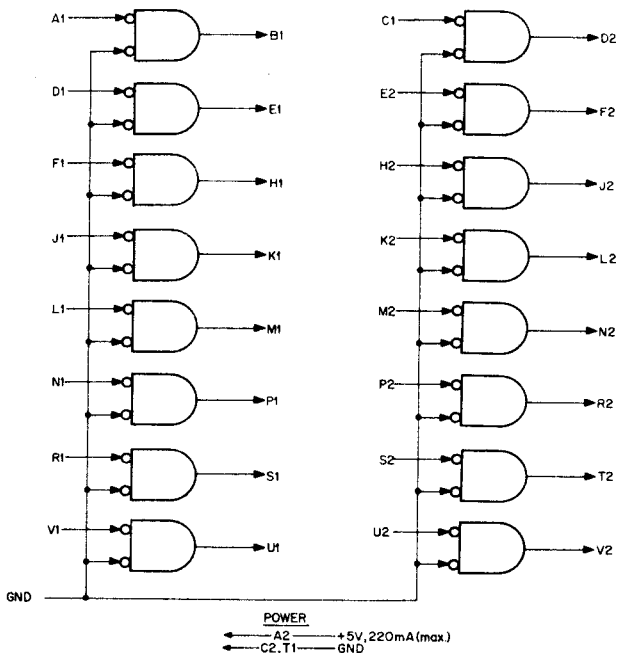 A1 B1 C1 D2
D1 E1 E2 F2
F1 H1 H2 J2
J1 K1 K2 L2
L1 M1 M2 N2
N1 P1 P2 R2
R1 S1 S2 T2
V1 U1 U2 V2
GND
POWER
A2 +5V, 220mA (max.)
C2, T1 GND